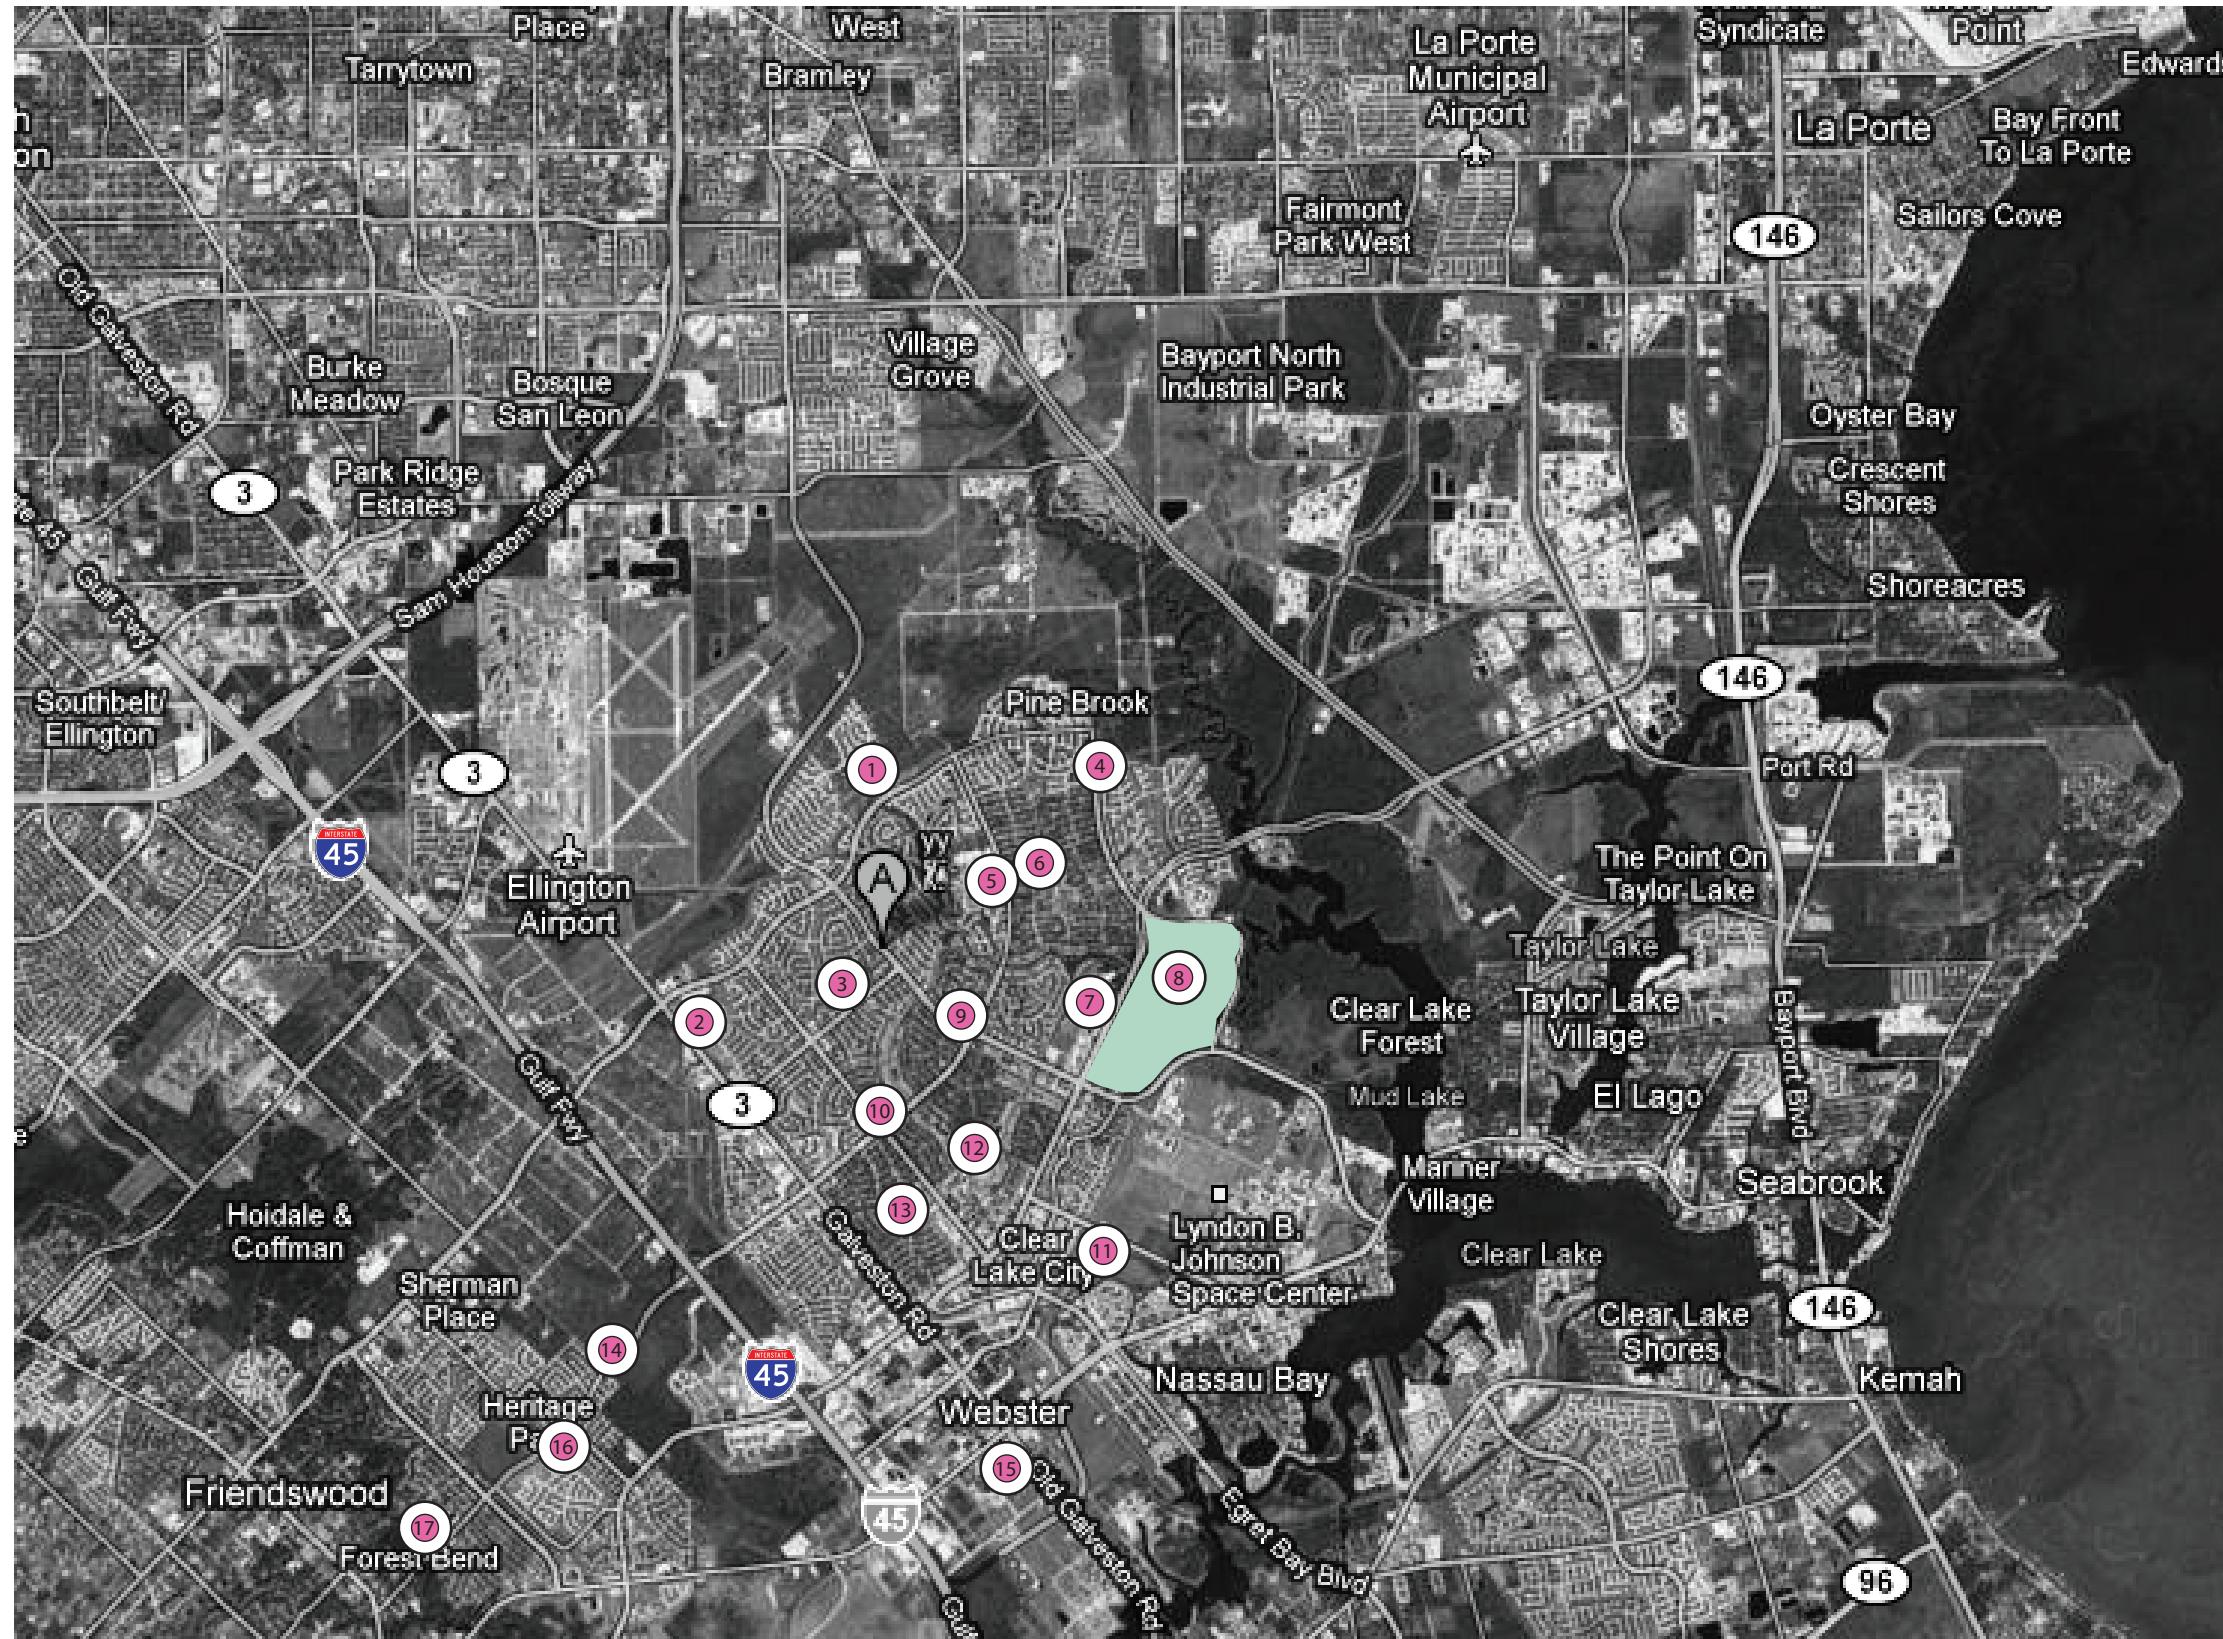 Place
West
La Porte
Municipal
Airport
Syndicate
Point
Edwards
Tarrytown
Bramley
La Porte
Bay Front
To La Porte
on
Fairmont
Park West
146
Sailors Cove
Old Galveston Rd
Village
Grove
Bayport North
Industrial Park
Burke
Meadow
Bosque
San Leon
Oyster Bay
Park Ridge
Estates
Crescent
Shores
3
Sam Houston Tollway
Gulf Fwy
Shoreacres
146
Southbelt/
Ellington
Pine Brook
3
1
4
Port Rd
INTERSTATE
45
Ellington
Airport
A
5
6
The Point On
Taylor Lake
Taylor Lake
2
3
9
7
8
Clear Lake
Forest
Taylor Lake
Village
Bayport Blvd
Gulf Fwy
3
10
12
Mud Lake
El Lago
Mariner
Village
Seabrook
13
Hoidale &
Coffman
Galveston Rd
Clear
Lake City
11
Lyndon B.
Johnson
Space Center
Clear Lake
Sherman
Place
146
Clear Lake
Shores
14
INTERSTATE
45
Nassau Bay
Kemah
Heritage
16
Webster
15
Friendswood
17
Forest Bend
45
Old Galveston Rd
Egret Bay Blvd
96
Gulf